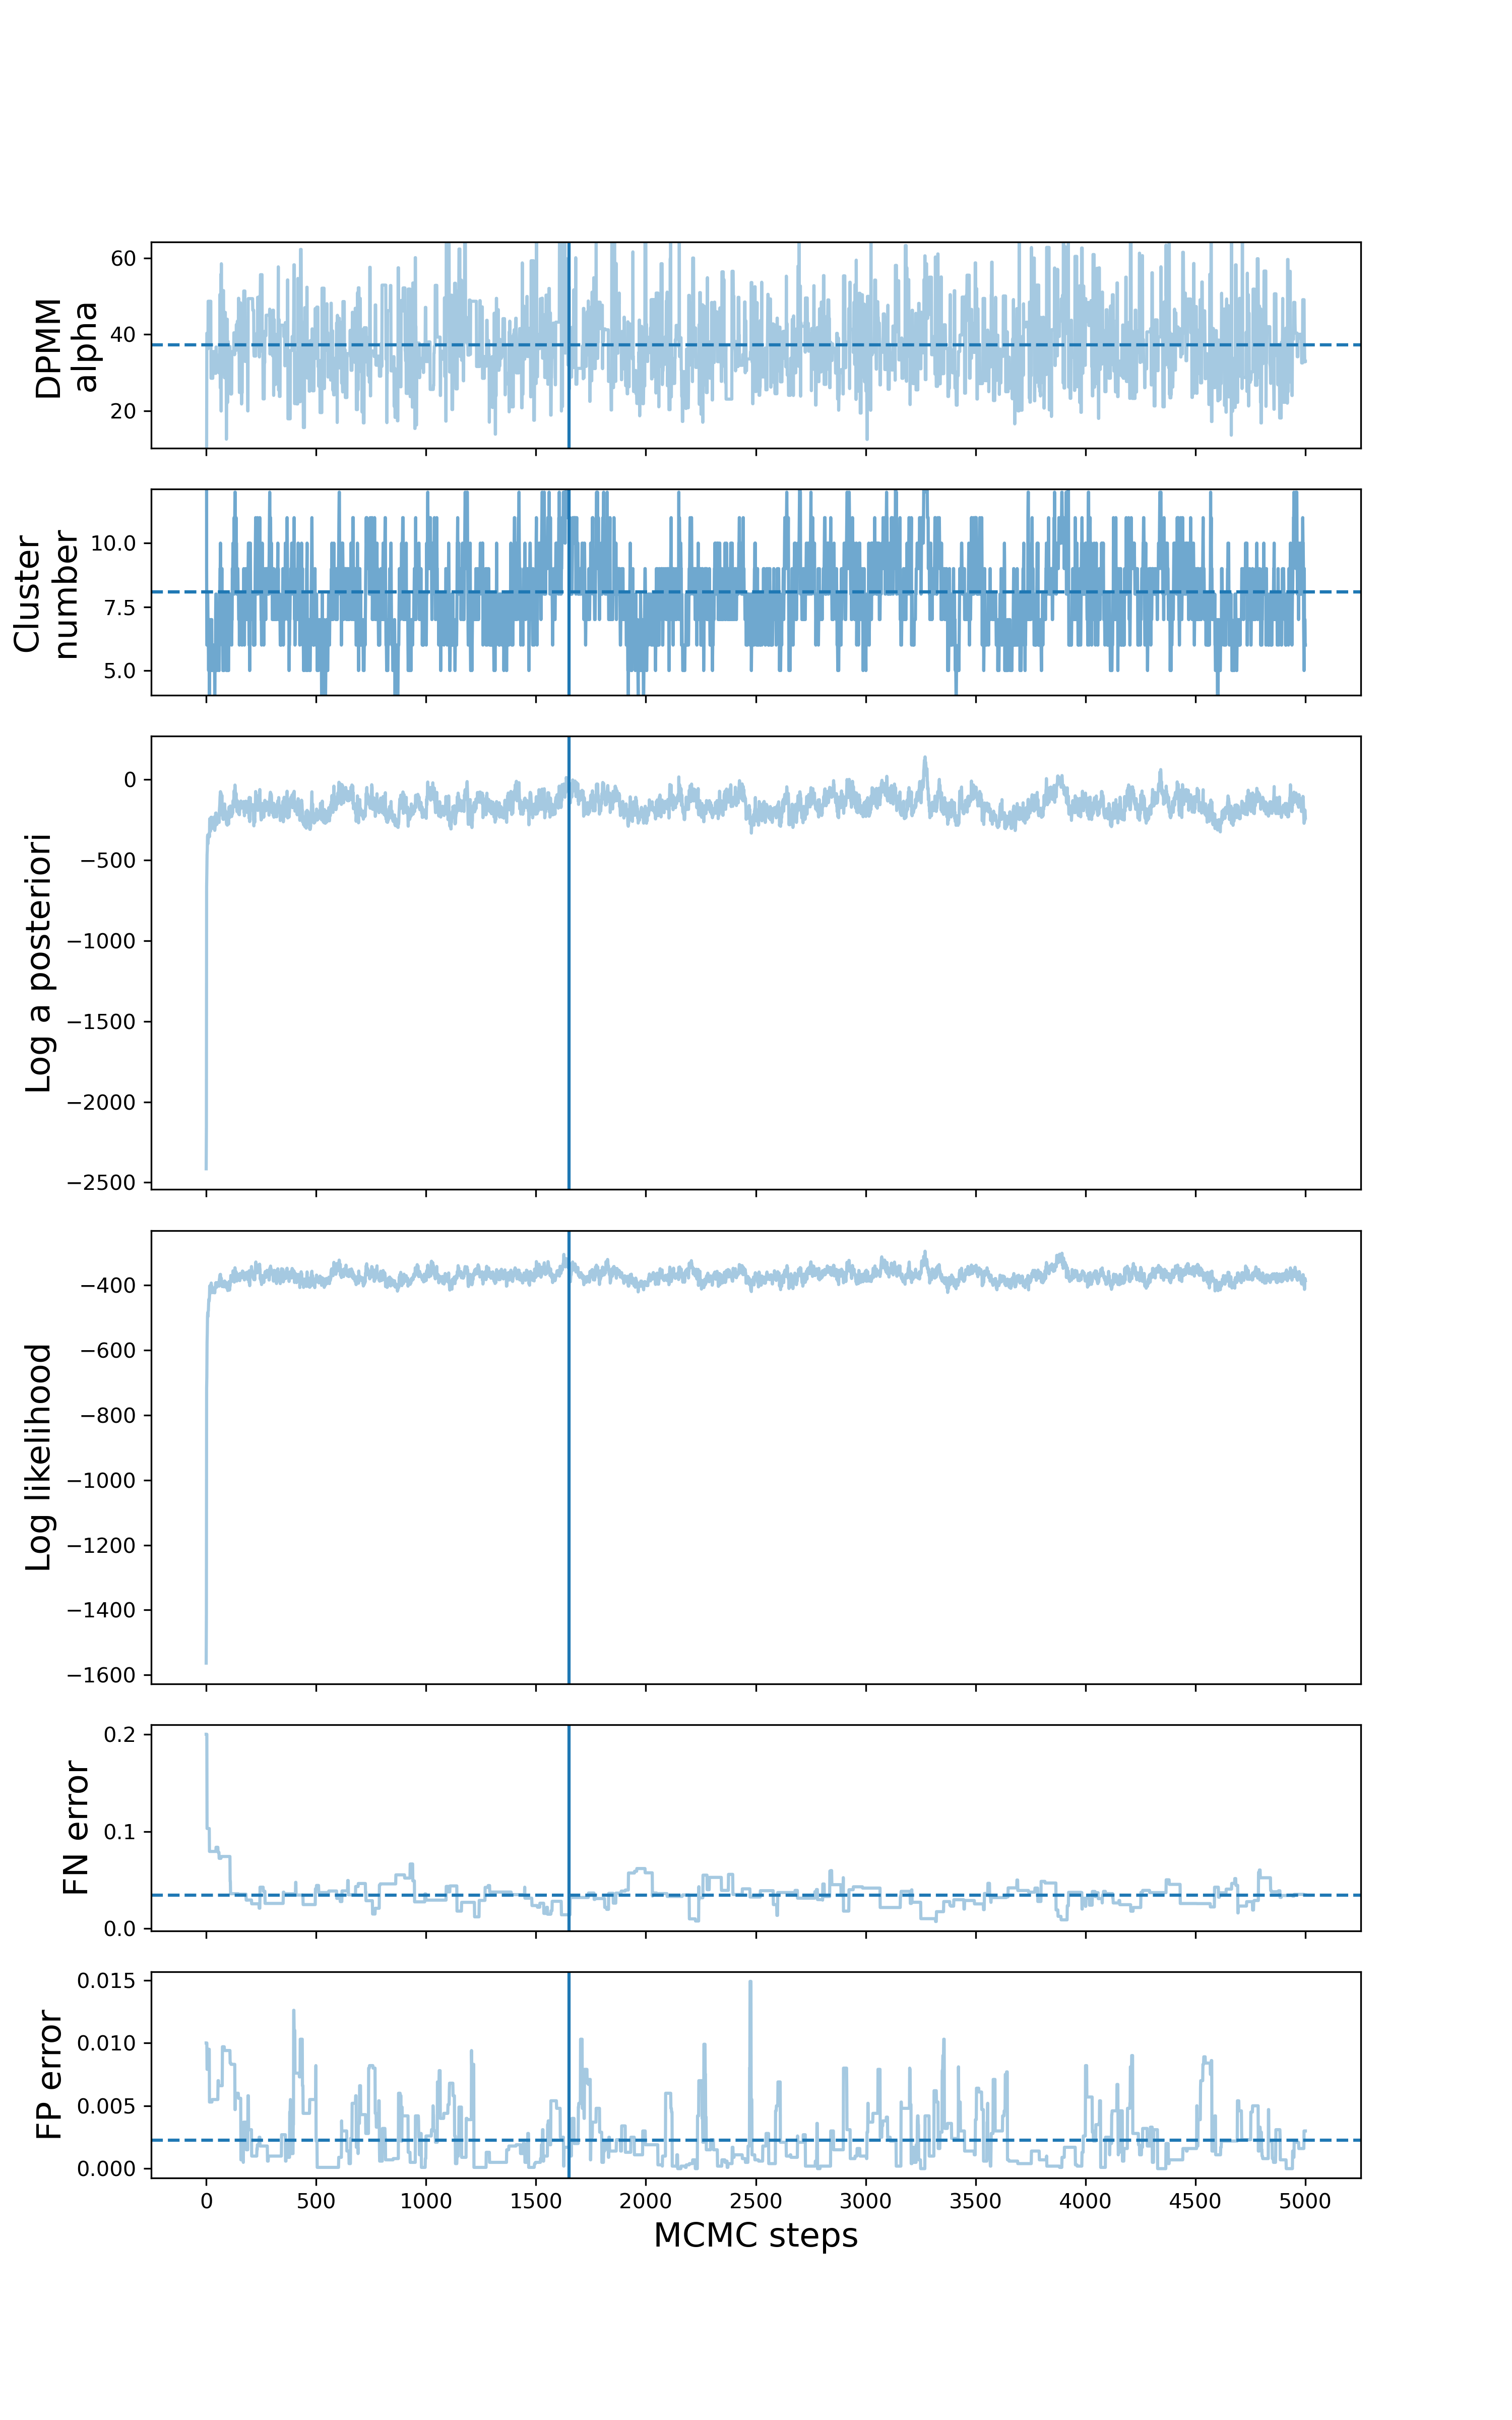 DPMM
alpha
60
40
20
Cluster
number
10.0
7.5
5.0
Log a posteriori
0
−500
−1000
−1500
−2000
−2500
Log likelihood
−400
−600
−800
−1000
−1200
−1400
−1600
FN error
0.2
0.1
0.0
FP error
0.015
0.010
0.005
0.000
0 500 1000 1500 2000 2500 3000 3500 4000 4500 5000
MCMC steps